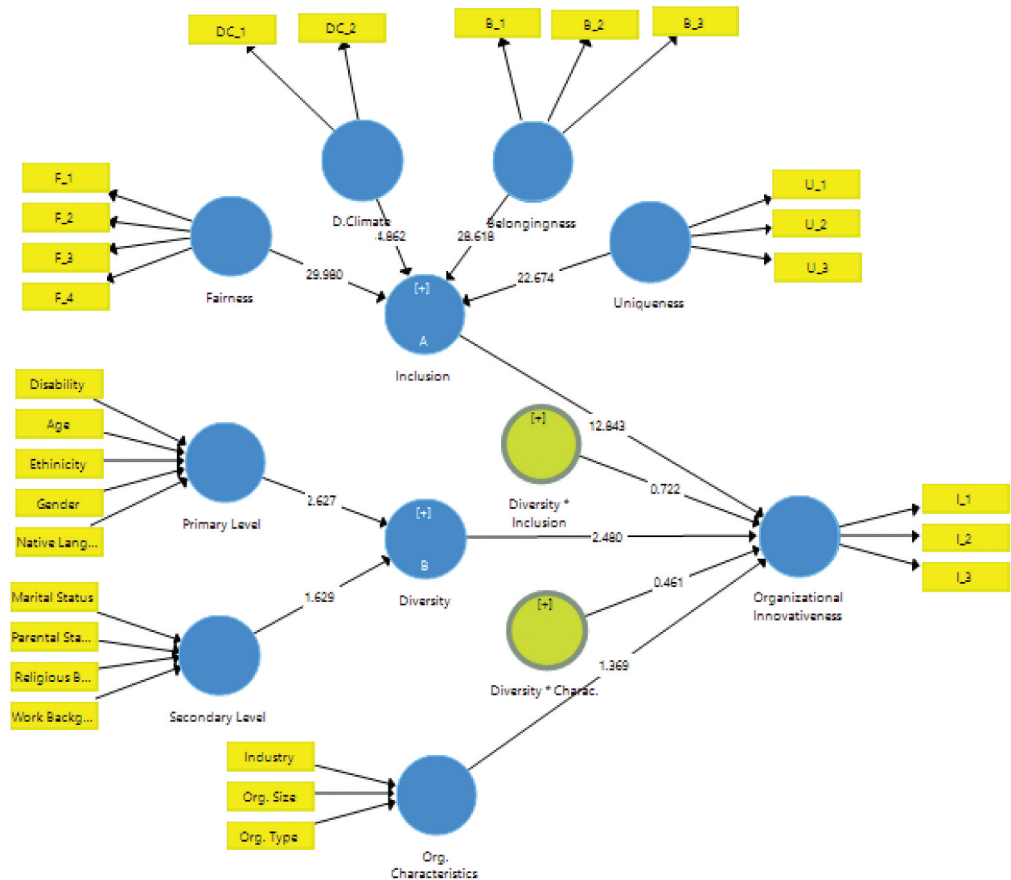 DC_1
DC_2
B_1
B_2
B_3
F_1
F_2
F_3
F_4
Fairness
D.Climate
Belongingness
U_1
U_2
U_3
Uniqueness
29.980
4.862
28.618
22.674
[+]
A
Inclusion
Disability
Age
Ethinicity
Gender
Native Lang...
Primary Level
2.627
12.843
[+]
Diversity *
Inclusion
0.722
[+]
B
Diversity
2.480
I_1
I_2
I_3
Organizational
Innovativeness
Marital Status
Parental Sta...
Religious B...
Work Backg...
Secondary Level
1.629
[+]
Diversity * Charac.
0.461
1.369
Industry
Org. Size
Org. Type
Org.
Characteristics